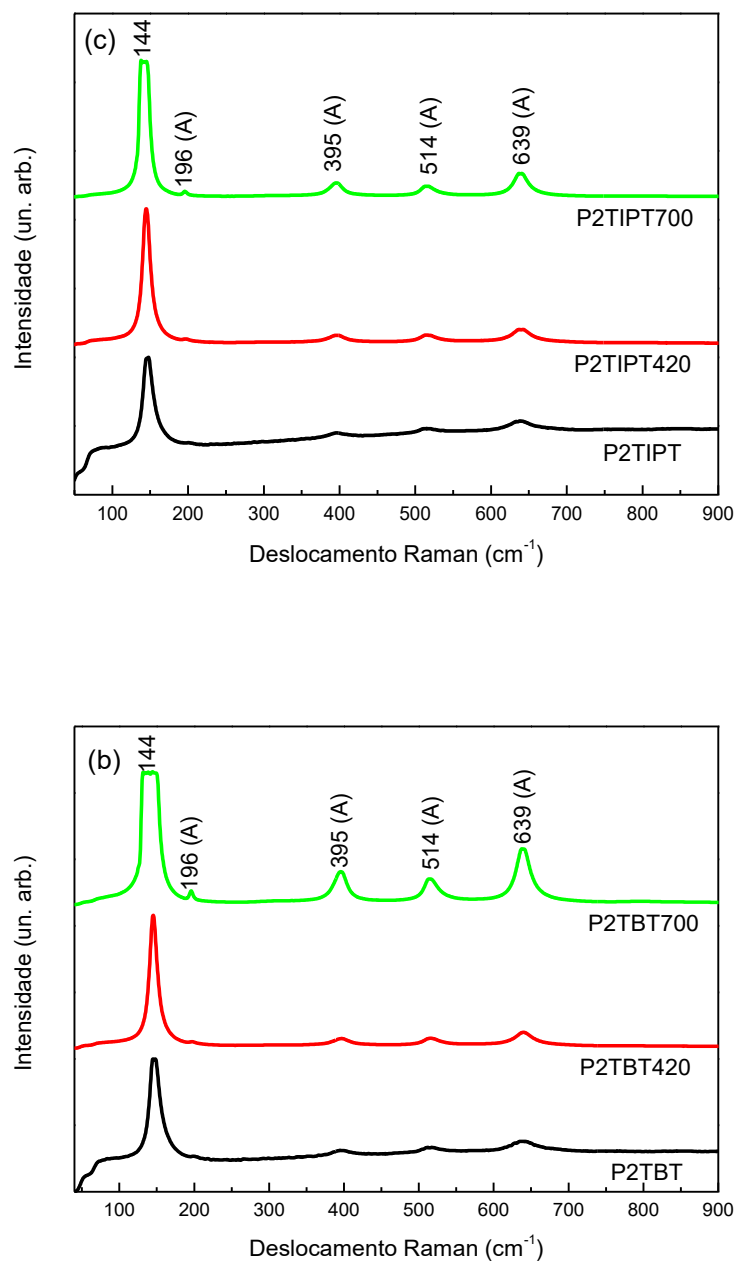 (c)
144
196 (A)
395 (A)
514 (A)
639 (A)
Intensidade (un. arb.)
P2TIPT700
P2TIPT420
P2TIPT
100 200 300 400 500 600 700 800 900
Deslocamento Raman (cm⁻¹)
(b)
144
196 (A)
395 (A)
514 (A)
639 (A)
Intensidade (un. arb.)
P2TBT700
P2TBT420
P2TBT
100 200 300 400 500 600 700 800 900
Deslocamento Raman (cm⁻¹)